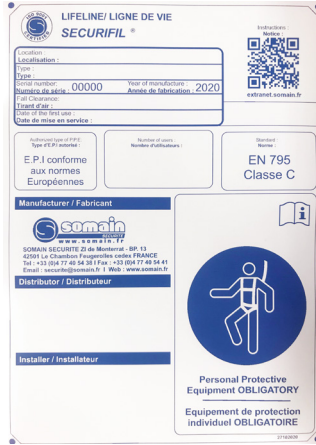 ISO 9001
LIFELINE/ LIGNE DE VIE
SECURIFIL ®
Instructions :
Notice :
extranet.somain.fr
Location :
Localisation :
Type :
Type :
Serial number:
Numéro de série : 00000
Year of manufacture :
Année de fabrication : 2020
Fall Clearance:
Tirant d'air :
Date of the first use :
Date de mise en service :
Authorized type of P.P.E:
Type d'E.P.I autorisé :
E.P.I conforme
aux normes
Européennes
Number of users :
Nombre d'utilisateurs :
Standard :
Norme :
EN 795
Classe C
Manufacturer / Fabricant
somain
SECURITE
www.somain.fr
SOMAIN SECURITE ZI de Monterrat - BP. 13
42501 Le Chambon Feugerolles cedex FRANCE
Tel : +33 (0)4 77 40 54 38 I Fax : +33 (0)4 77 40 54 41
Email : securite@somain.fr I Web : www.somain.fr
Distributor / Distributeur
Installer / Installateur
Personal Protective
Equipment OBLIGATORY
Equipement de protection
individuel OBLIGATOIRE